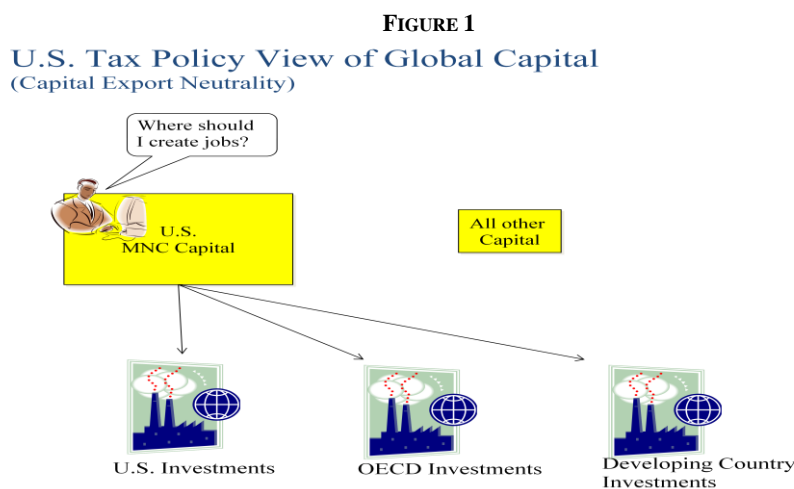 FIGURE 1
U.S. Tax Policy View of Global Capital
(Capital Export Neutrality)
Where should
I create jobs?
U.S.
MNC Capital
All other
Capital
U.S. Investments
OECD Investments
Developing Country
Investments